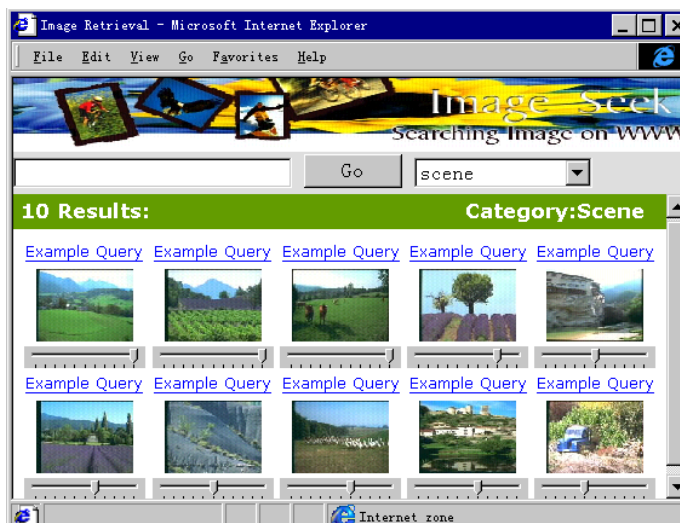 Image Retrieval - Microsoft Internet Explorer
File Edit View Go Favorites Help
Image Seek
Searching Image on WWW
Go scene
10 Results: Category:Scene
Example Query Example Query Example Query Example Query Example Query
Example Query Example Query Example Query Example Query Example Query
Internet zone